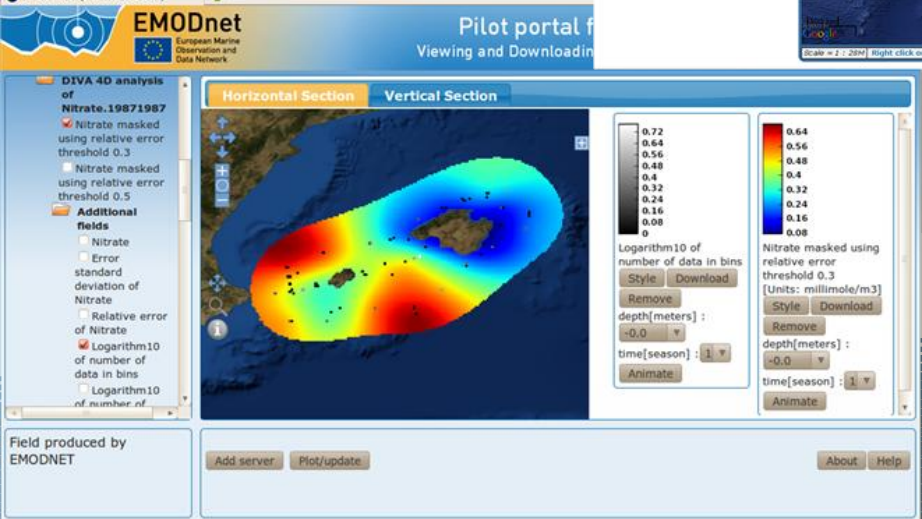 EMODnet
European Marine
Observation and
Data Network
Pilot portal f
Viewing and Downloadin
Google
Scale = 1 : 28M
Right click o
DIVA 4D analysis
of
Nitrate.19871987
Nitrate masked
using relative error
threshold 0.3
Nitrate masked
using relative error
threshold 0.5
Additional
fields
Nitrate
Error
standard
deviation of
Nitrate
Relative error
of Nitrate
Logarithm10
of number of
data in bins
Logarithm10
of number of
Horizontal Section
Vertical Section
0.72
0.64
0.56
0.48
0.4
0.32
0.24
0.16
0.08
0
Logarithm10 of
number of data in bins
Style Download
Remove
depth[meters] :
-0.0
time[season] : 1
Animate
0.64
0.56
0.48
0.4
0.32
0.24
0.16
0.08
Nitrate masked using
relative error
threshold 0.3
[Units: millimole/m3]
Style Download
Remove
depth[meters] :
-0.0
time[season] : 1
Animate
Field produced by
EMODNET
Add server Plot/update
About Help